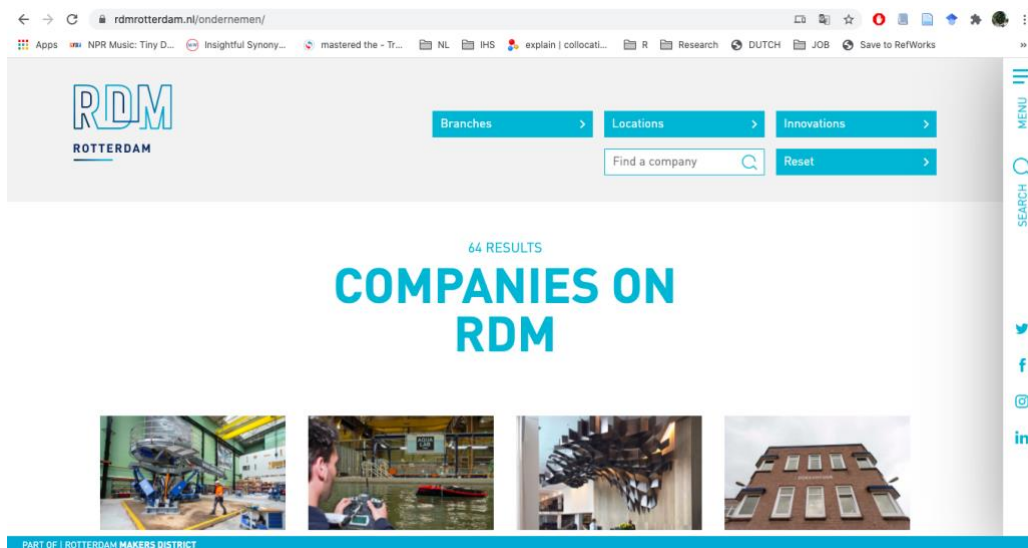 rdmrotterdam.nl/ondernemen/
Apps NPR Music: Tiny D... Insightful Synony... mastered the - Tr... NL IHS explain | collocati... R Research DUTCH JOB Save to RefWorks »
RDM
ROTTERDAM
Branches Locations Innovations
Find a company Reset
MENU
SEARCH
64 RESULTS
COMPANIES ON
RDM
AQUA
LAB
PART OF | ROTTERDAM MAKERS DISTRICT